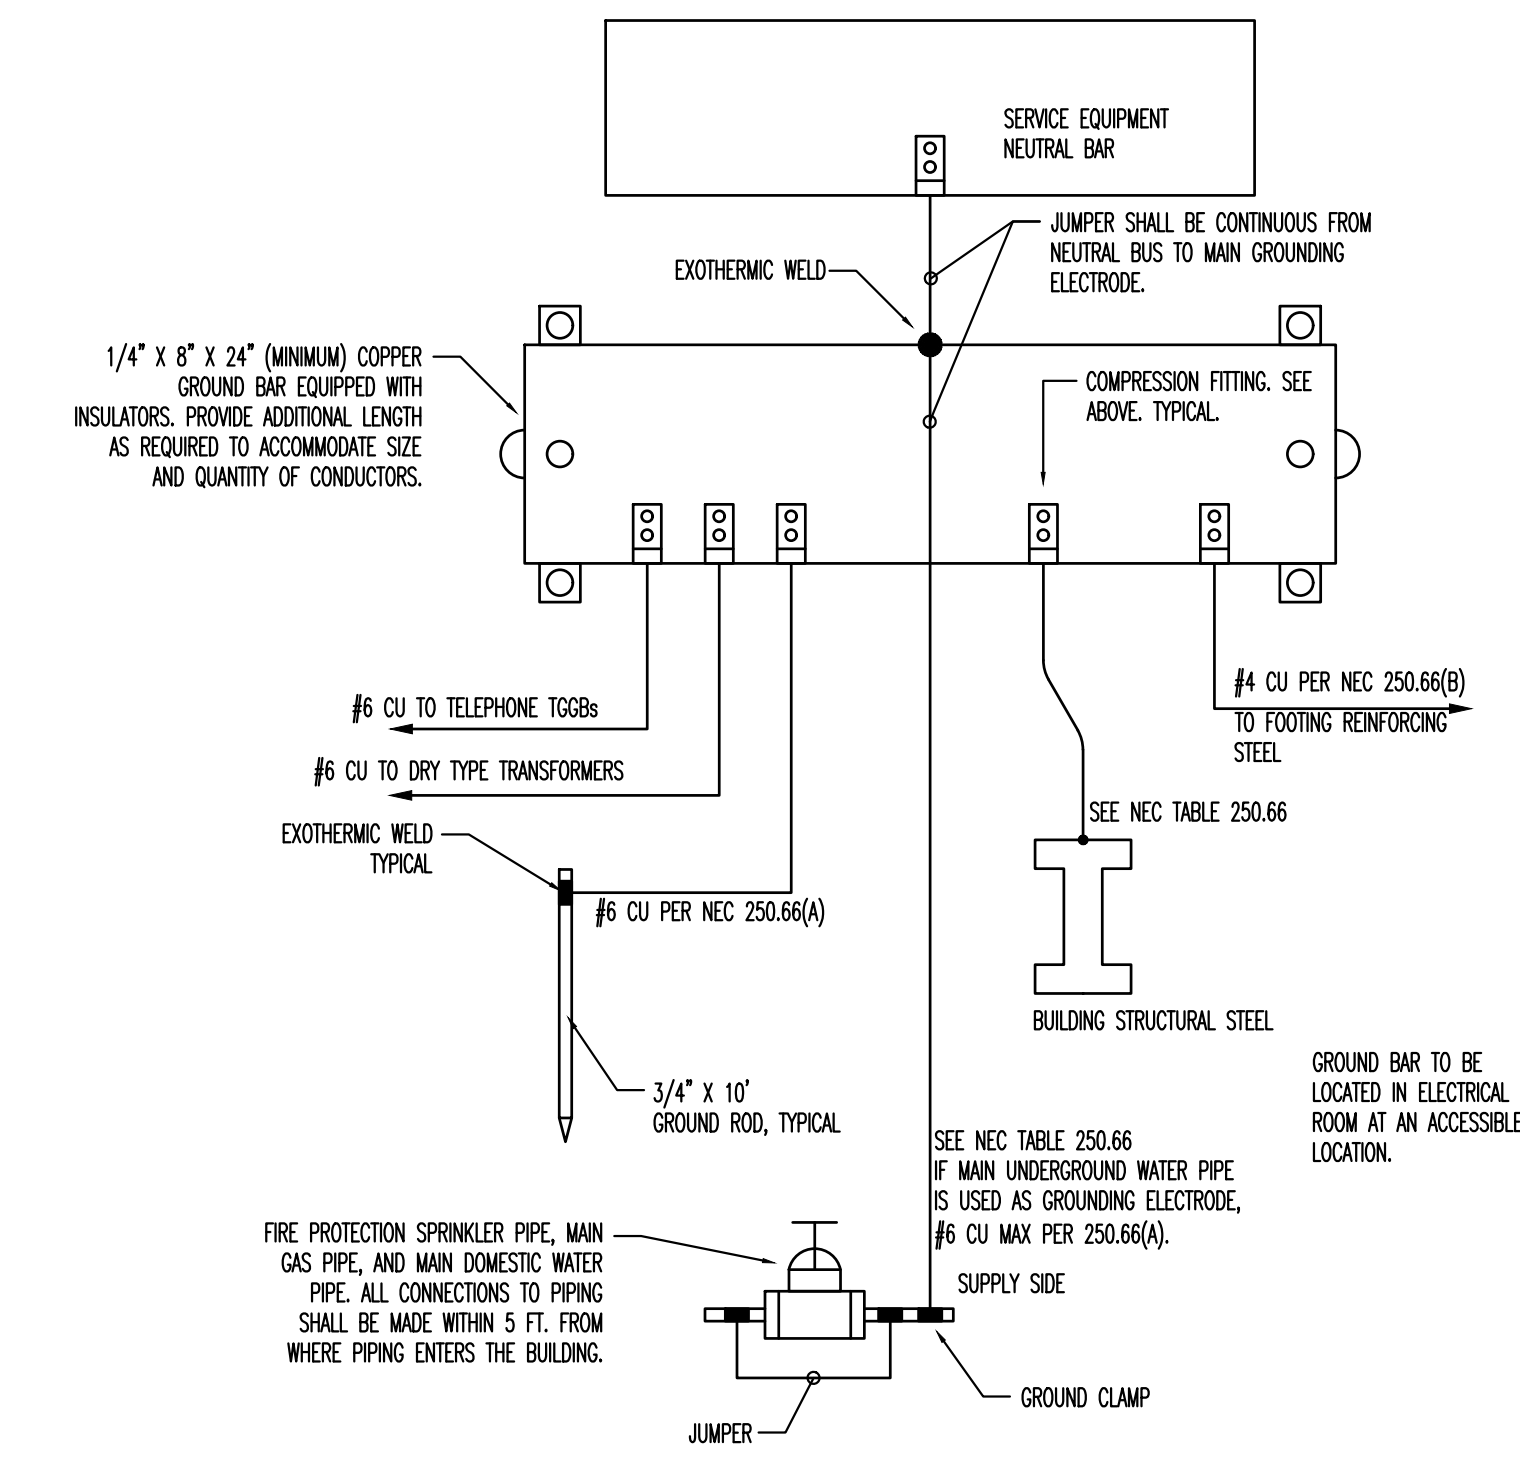 SERVICE EQUIPMENT
NEUTRAL BAR
JUMPER SHALL BE CONTINUOUS FROM
NEUTRAL BUS TO MAIN GROUNDING
ELECTRODE.
EXOTHERMIC WELD
1/4" X 8" X 24" (MINIMUM) COPPER
GROUND BAR EQUIPPED WITH
INSULATORS. PROVIDE ADDITIONAL LENGTH
AS REQUIRED TO ACCOMMODATE SIZE
AND QUANTITY OF CONDUCTORS.
COMPRESSION FITTING. SEE
ABOVE. TYPICAL.
#6 CU TO TELEPHONE TGGBs
#4 CU PER NEC 250.66(B)
TO FOOTING REINFORCING
STEEL
#6 CU TO DRY TYPE TRANSFORMERS
EXOTHERMIC WELD
TYPICAL
SEE NEC TABLE 250.66
#6 CU PER NEC 250.66(A)
BUILDING STRUCTURAL STEEL
3/4" X 10'
GROUND ROD, TYPICAL
GROUND BAR TO BE
LOCATED IN ELECTRICAL
ROOM AT AN ACCESSIBLE
LOCATION.
SEE NEC TABLE 250.66
IF MAIN UNDERGROUND WATER PIPE
IS USED AS GROUNDING ELECTRODE,
#6 CU MAX PER 250.66(A).
SUPPLY SIDE
FIRE PROTECTION SPRINKLER PIPE, MAIN
GAS PIPE, AND MAIN DOMESTIC WATER
PIPE. ALL CONNECTIONS TO PIPING
SHALL BE MADE WITHIN 5 FT. FROM
WHERE PIPING ENTERS THE BUILDING.
GROUND CLAMP
JUMPER